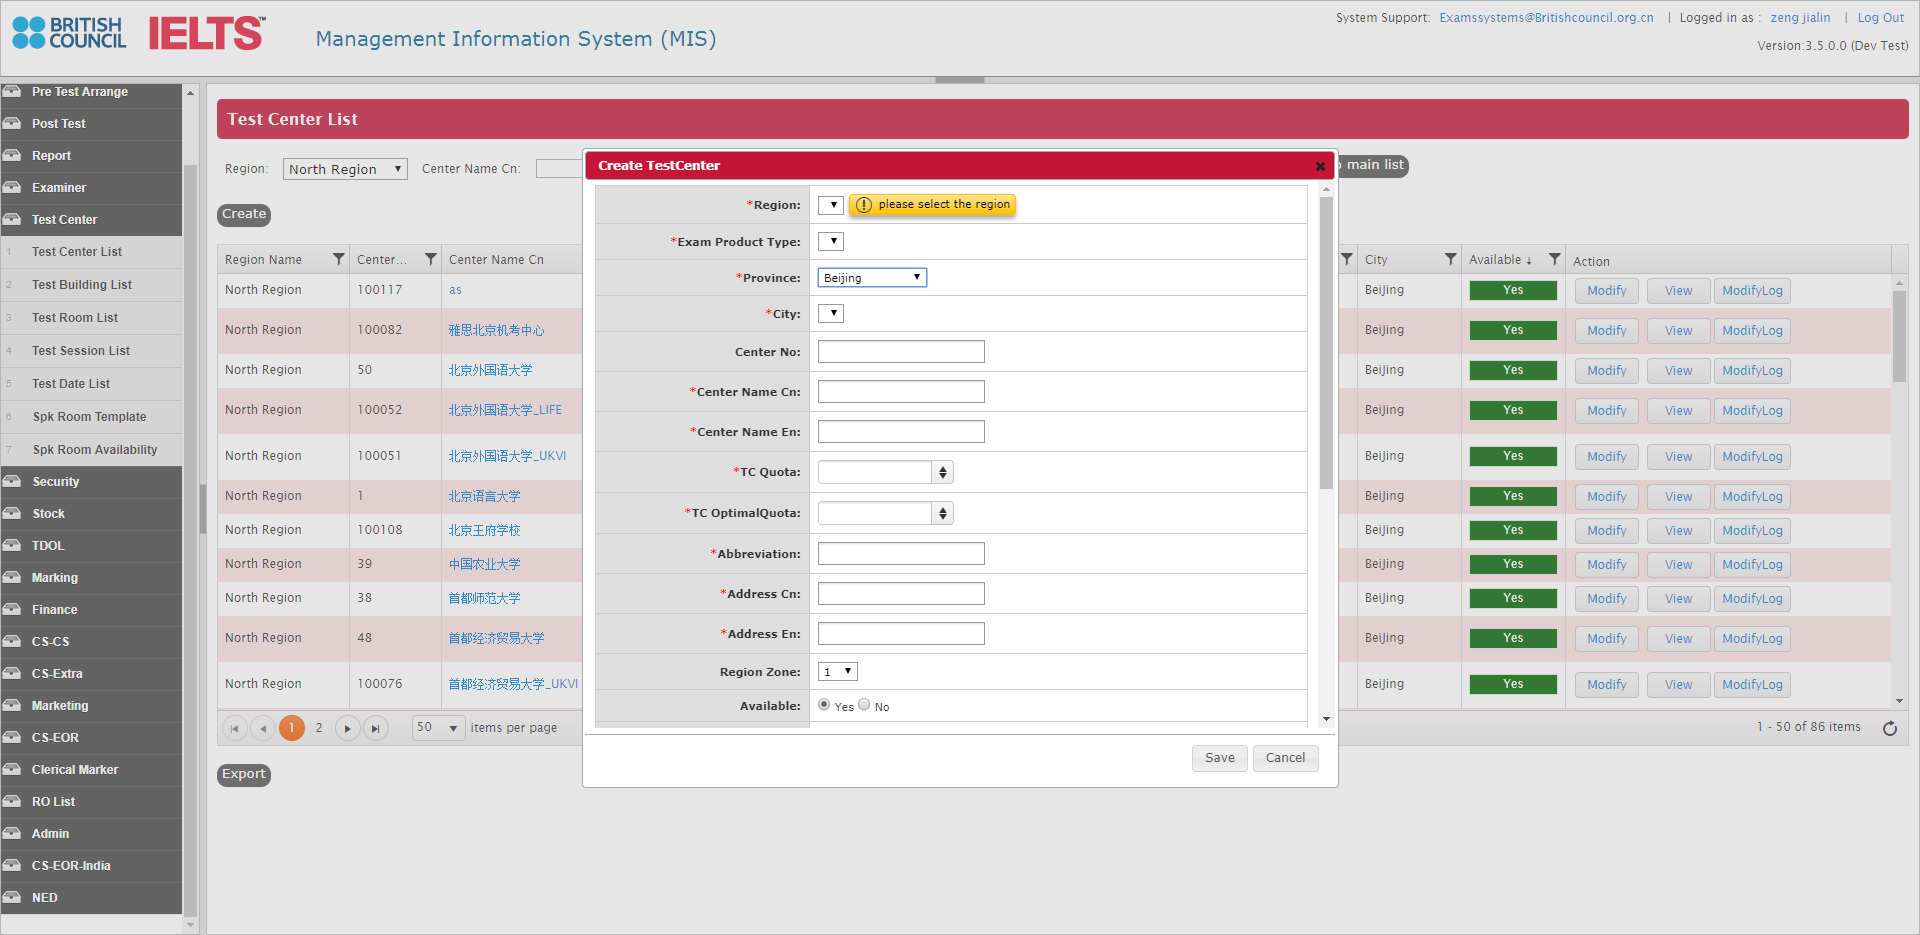 BRITISH COUNCIL
IELTS™
Management Information System (MIS)
System Support: Examssystems@Britishcouncil.org.cn | Logged in as : zeng jialin | Log Out
Version:3.5.0.0 (Dev Test)
Pre Test Arrange
Post Test
Report
Examiner
Test Center
1 Test Center List
2 Test Building List
3 Test Room List
4 Test Session List
5 Test Date List
6 Spk Room Template
7 Spk Room Availability
Security
Stock
TDOL
Marking
Finance
CS-CS
CS-Extra
Marketing
CS-EOR
Clerical Marker
RO List
Admin
CS-EOR-India
NED
Test Center List
Region: North Region Center Name Cn:
main list
Create
Region Name Center... Center Name Cn City Available ↓ Action
North Region 100117 as Beijing Yes Modify View ModifyLog
North Region 100082 雅思北京机考中心 Beijing Yes Modify View ModifyLog
North Region 50 北京外国语大学 Beijing Yes Modify View ModifyLog
North Region 100052 北京外国语大学_LIFE Beijing Yes Modify View ModifyLog
North Region 100051 北京外国语大学_UKVI Beijing Yes Modify View ModifyLog
North Region 1 北京语言大学 Beijing Yes Modify View ModifyLog
North Region 100108 北京王府学校 Beijing Yes Modify View ModifyLog
North Region 39 中国农业大学 Beijing Yes Modify View ModifyLog
North Region 38 首都师范大学 Beijing Yes Modify View ModifyLog
North Region 48 首都经济贸易大学 Beijing Yes Modify View ModifyLog
North Region 100076 首都经济贸易大学_UKVI Beijing Yes Modify View ModifyLog
1 2 50 items per page 1 - 50 of 86 items
Export
Create TestCenter
*Region: please select the region
*Exam Product Type:
*Province: Beijing
*City:
Center No:
*Center Name Cn:
*Center Name En:
*TC Quota:
*TC OptimalQuota:
*Abbreviation:
*Address Cn:
*Address En:
Region Zone: 1
Available: Yes No
Save Cancel